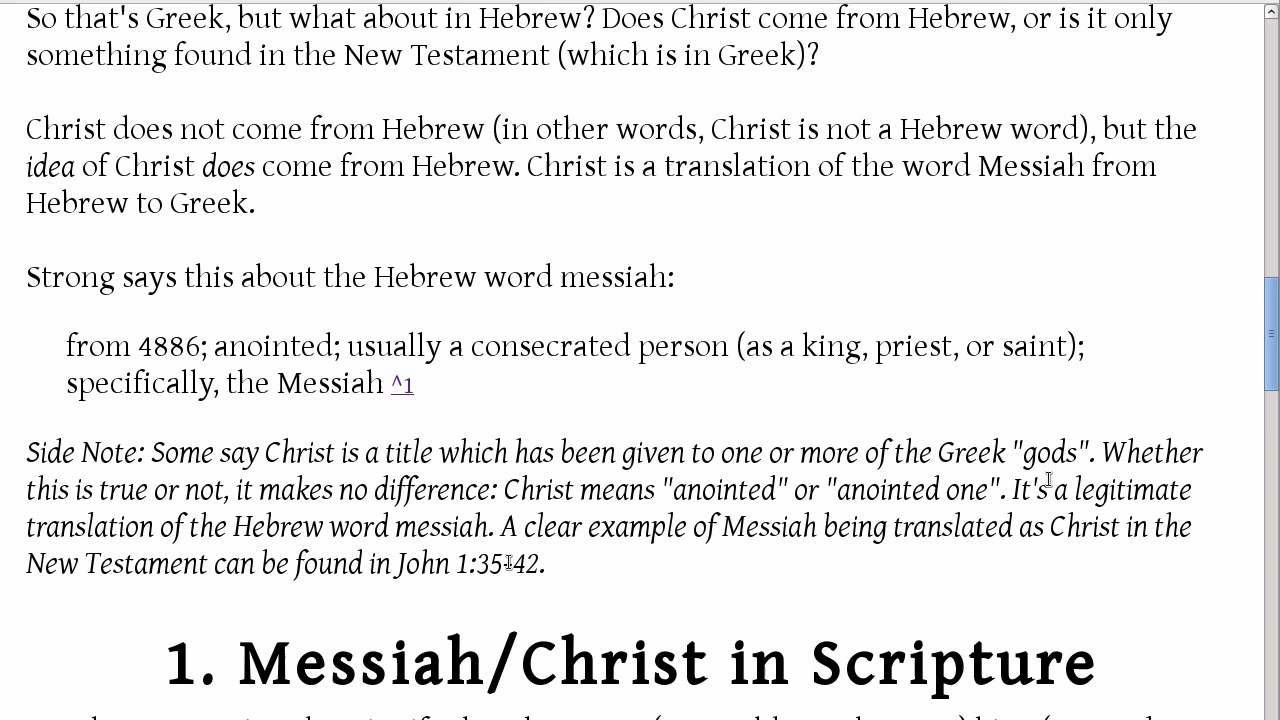 So that's Greek, but what about in Hebrew? Does Christ come from Hebrew, or is it only
something found in the New Testament (which is in Greek)?
Christ does not come from Hebrew (in other words, Christ is not a Hebrew word), but the
idea of Christ does come from Hebrew. Christ is a translation of the word Messiah from
Hebrew to Greek.
Strong says this about the Hebrew word messiah:
from 4886; anointed; usually a consecrated person (as a king, priest, or saint);
specifically, the Messiah ^1
Side Note: Some say Christ is a title which has been given to one or more of the Greek "gods". Whether
this is true or not, it makes no difference: Christ means "anointed" or "anointed one". It's a legitimate
translation of the Hebrew word messiah. A clear example of Messiah being translated as Christ in the
New Testament can be found in John 1:35-42.
1. Messiah/Christ in Scripture